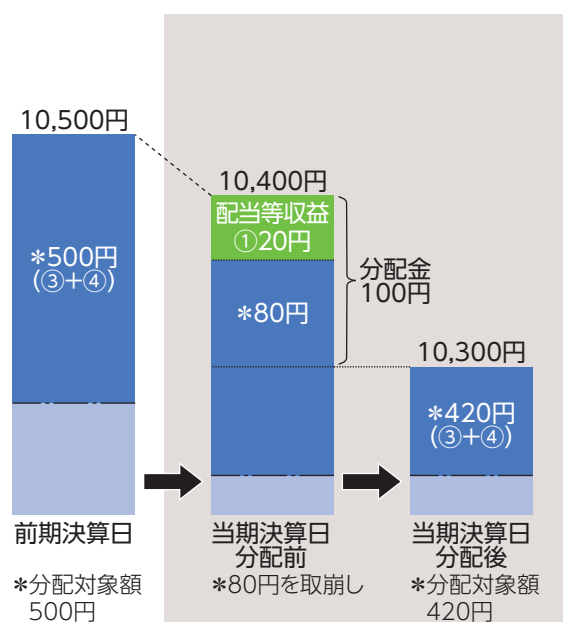 10,500円
*500円
(③+④)
前期決算日
*分配対象額
500円
10,400円
配当等収益
①20円
*80円
分配金
100円
当期決算日
分配前
*80円を取崩し
10,300円
*420円
(③+④)
当期決算日
分配後
*分配対象額
420円